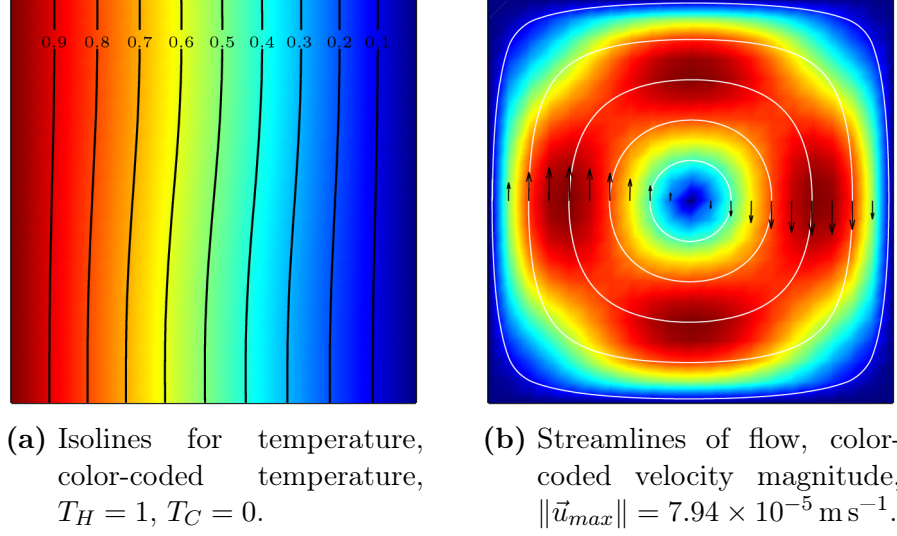 0.9 0.8 0.7 0.6 0.5 0.4 0.3 0.2 0.1
(a) Isolines for temperature,
color-coded temperature,
T_H = 1, T_C = 0.
(b) Streamlines of flow, color-
coded velocity magnitude,
‖u⃗_{max}‖ = 7.94 × 10⁻⁵ m s⁻¹.